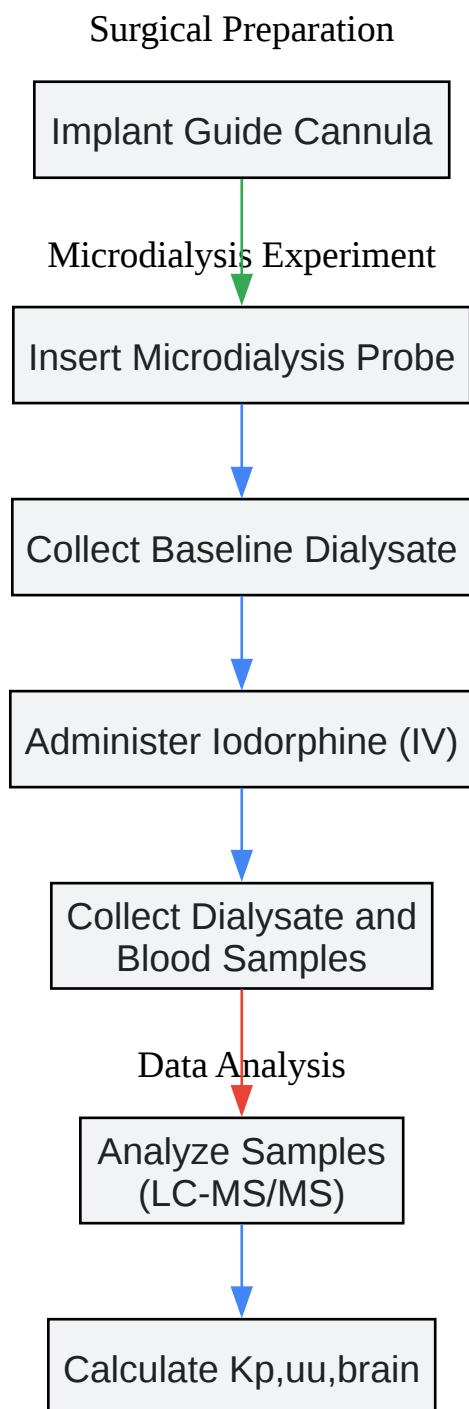 Surgical Preparation
Implant Guide Cannula
Microdialysis Experiment
Insert Microdialysis Probe
Collect Baseline Dialysate
Administer Iodorphine (IV)
Collect Dialysate and
Blood Samples
Data Analysis
Analyze Samples
(LC-MS/MS)
Calculate Kp,uu,brain